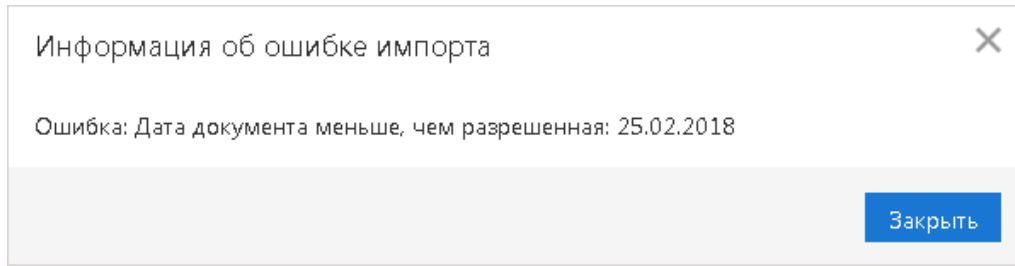 Информация об ошибке импорта
Ошибка: Дата документа меньше, чем разрешенная: 25.02.2018
Закрыть